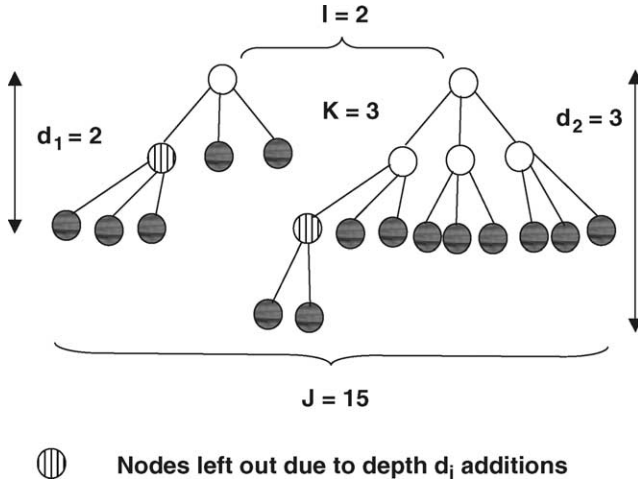 I = 2
K = 3
d1 = 2
d2 = 3
J = 15
Nodes left out due to depth di additions